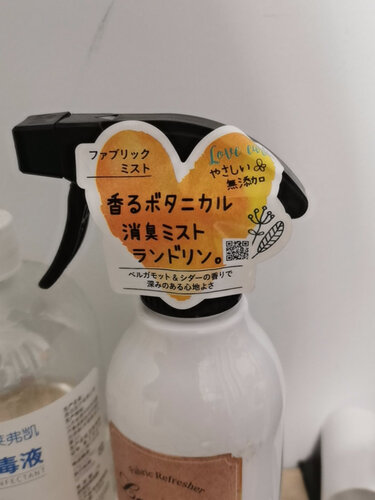 ファブリック
ミスト
Love
やさしい
無添加
香るボタニカル
消臭ミスト
ランドリン。
ベルガモット＆シダーの香りで
深みのある心地よさ
弗凯
毒液
Fabric Refresher